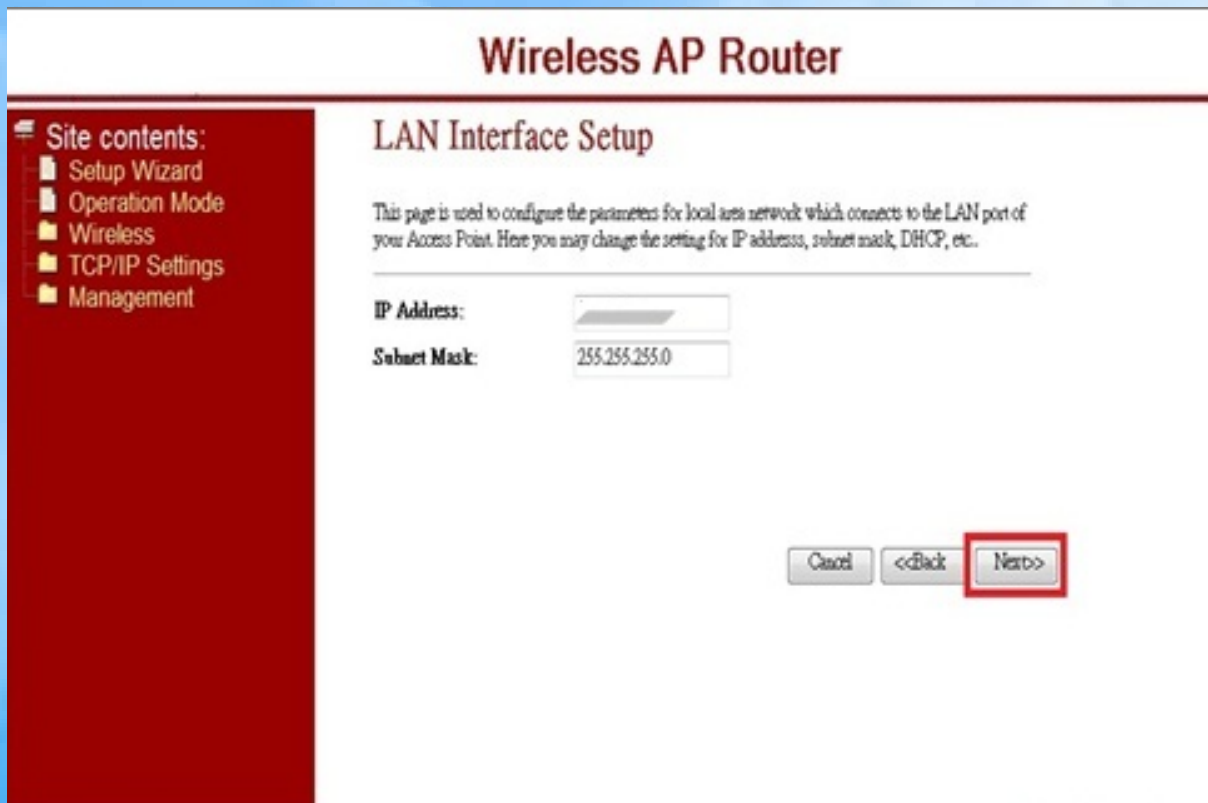 Wireless AP Router
Site contents:
Setup Wizard
Operation Mode
Wireless
TCP/IP Settings
Management
LAN Interface Setup
This page is used to configure the parameters for local area network which connects to the LAN port of
your Access Point. Here you may change the setting for IP addresss, subnet mask, DHCP, etc..
IP Address:
Subnet Mask: 255.255.255.0
Cancel <<Back Next>>